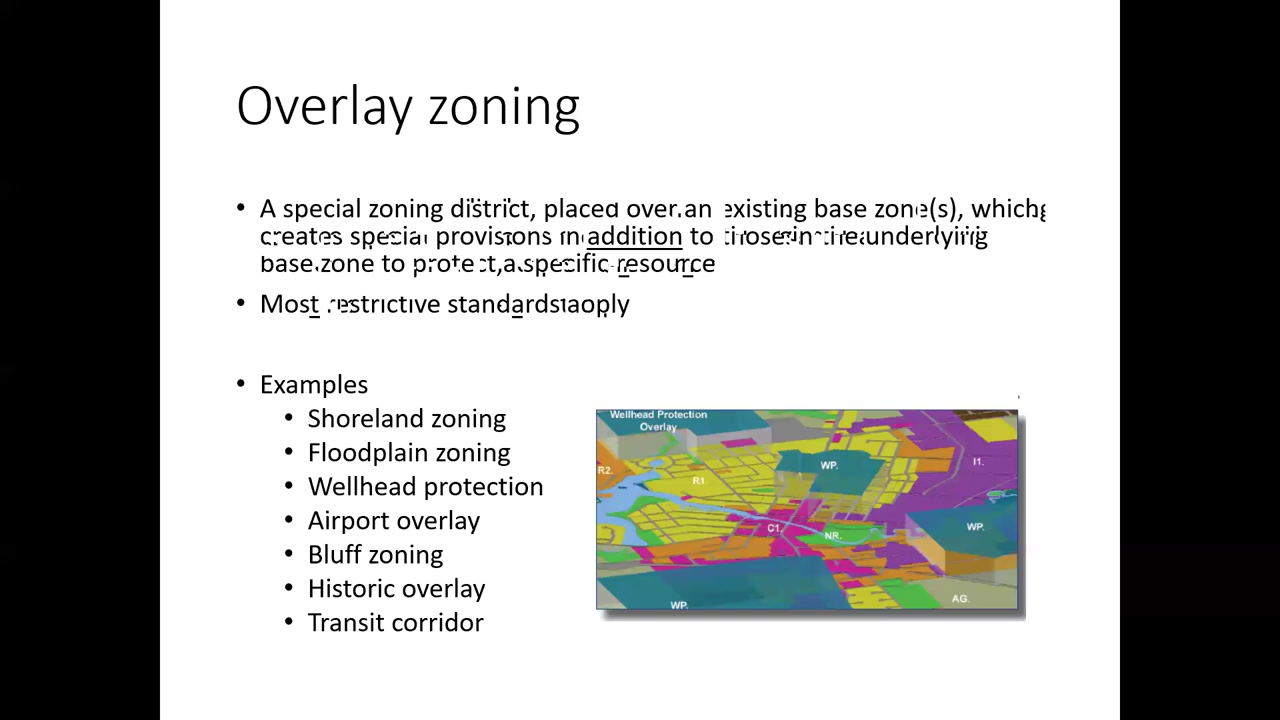 Overlay zoning
• A special zoning district, placed over an existing base zone(s), which
creates special provisions in addition to those in the underlying
base zone to protect a specific resource
• Most restrictive standards apply
• Examples
• Shoreland zoning
• Floodplain zoning
• Wellhead protection
• Airport overlay
• Bluff zoning
• Historic overlay
• Transit corridor
Wellhead Protection
Overlay
R2.
R1.
WP.
I1.
C1.
NR.
WP.
WP.
AG.